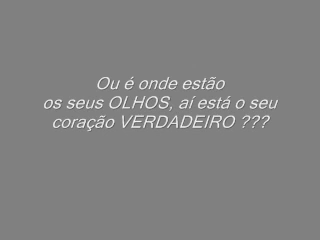 Ou é onde estão
os seus OLHOS, aí está o seu
coração VERDADEIRO ???